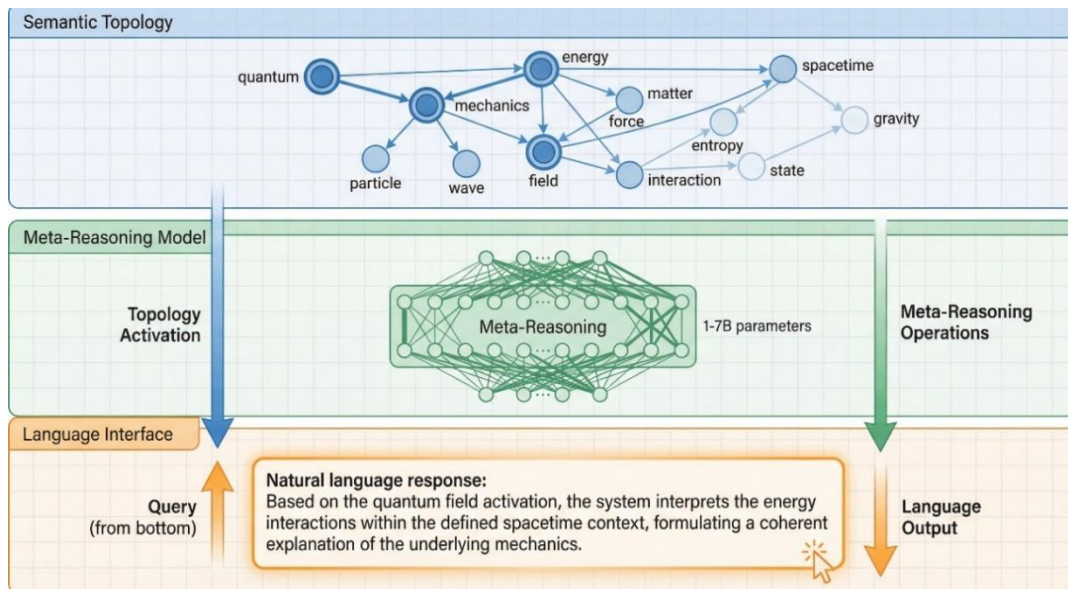 Semantic Topology
quantum
energy
spacetime
mechanics
matter
force
gravity
entropy
particle
wave
field
interaction
state
Meta-Reasoning Model
Topology
Activation
Meta-Reasoning
1-7B parameters
Meta-Reasoning
Operations
Language Interface
Query
(from bottom)
Natural language response:
Based on the quantum field activation, the system interprets the energy
interactions within the defined spacetime context, formulating a coherent
explanation of the underlying mechanics.
Language
Output